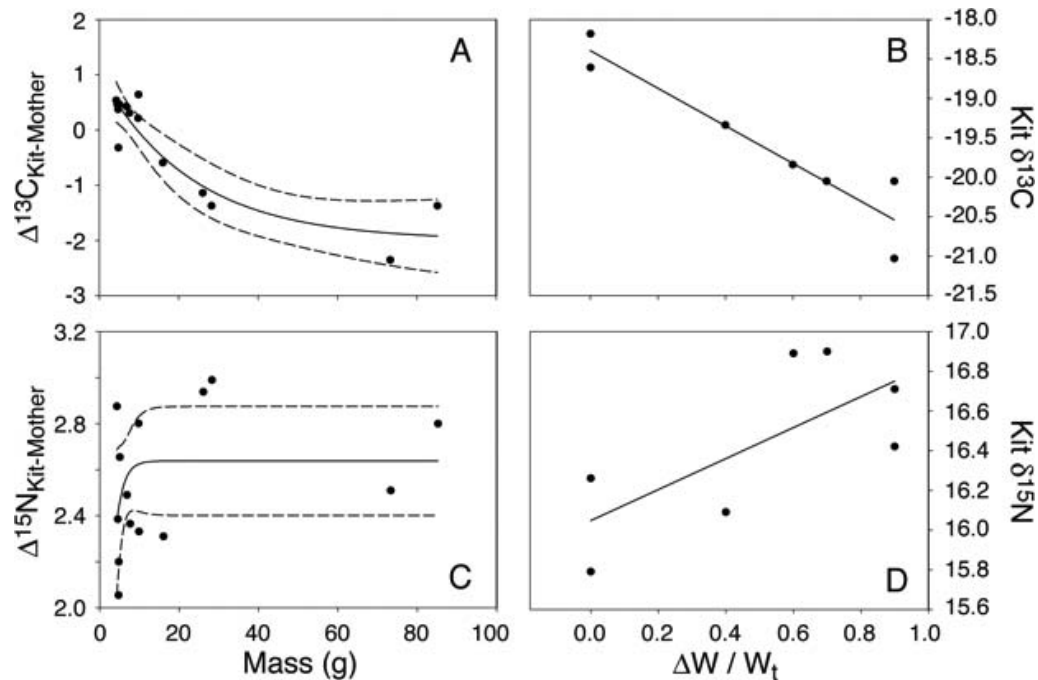 2
1
0
-1
-2
-3
Δ13CKit-Mother
A
B
-18.0
-18.5
-19.0
-19.5
-20.0
-20.5
-21.0
-21.5
Kit δ13C
3.2
2.8
2.4
2.0
Δ15NKit-Mother
C
D
17.0
16.8
16.6
16.4
16.2
16.0
15.8
15.6
Kit δ15N
0 20 40 60 80 100
Mass (g)
0.0 0.2 0.4 0.6 0.8 1.0
ΔW / Wt